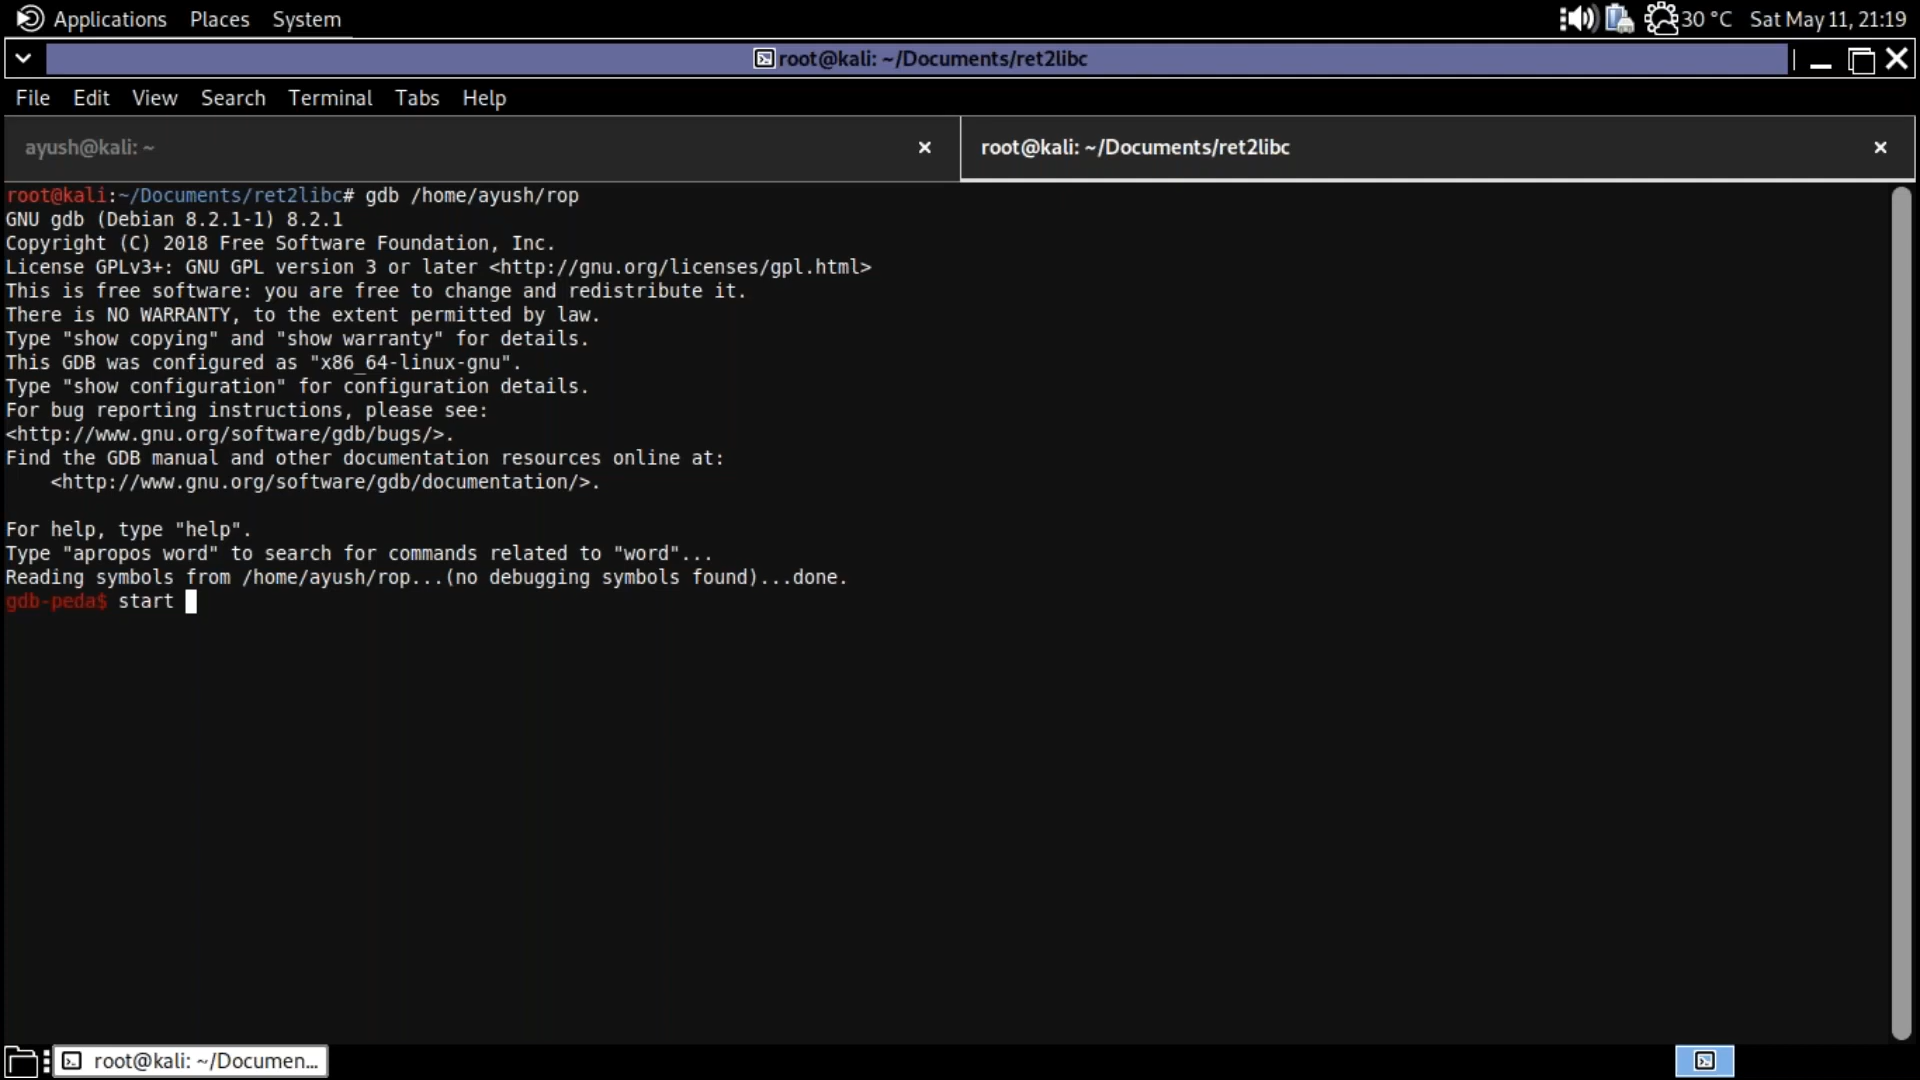 Applications Places System 30 °C Sat May 11, 21:19
root@kali: ~/Documents/ret2libc
File Edit View Search Terminal Tabs Help
ayush@kali: ~ × root@kali: ~/Documents/ret2libc ×
root@kali:~/Documents/ret2libc# gdb /home/ayush/rop
GNU gdb (Debian 8.2.1-1) 8.2.1
Copyright (C) 2018 Free Software Foundation, Inc.
License GPLv3+: GNU GPL version 3 or later <http://gnu.org/licenses/gpl.html>
This is free software: you are free to change and redistribute it.
There is NO WARRANTY, to the extent permitted by law.
Type "show copying" and "show warranty" for details.
This GDB was configured as "x86_64-linux-gnu".
Type "show configuration" for configuration details.
For bug reporting instructions, please see:
<http://www.gnu.org/software/gdb/bugs/>.
Find the GDB manual and other documentation resources online at:
    <http://www.gnu.org/software/gdb/documentation/>.
For help, type "help".
Type "apropos word" to search for commands related to "word"...
Reading symbols from /home/ayush/rop...(no debugging symbols found)...done.
gdb-peda$ start
root@kali: ~/Documen...